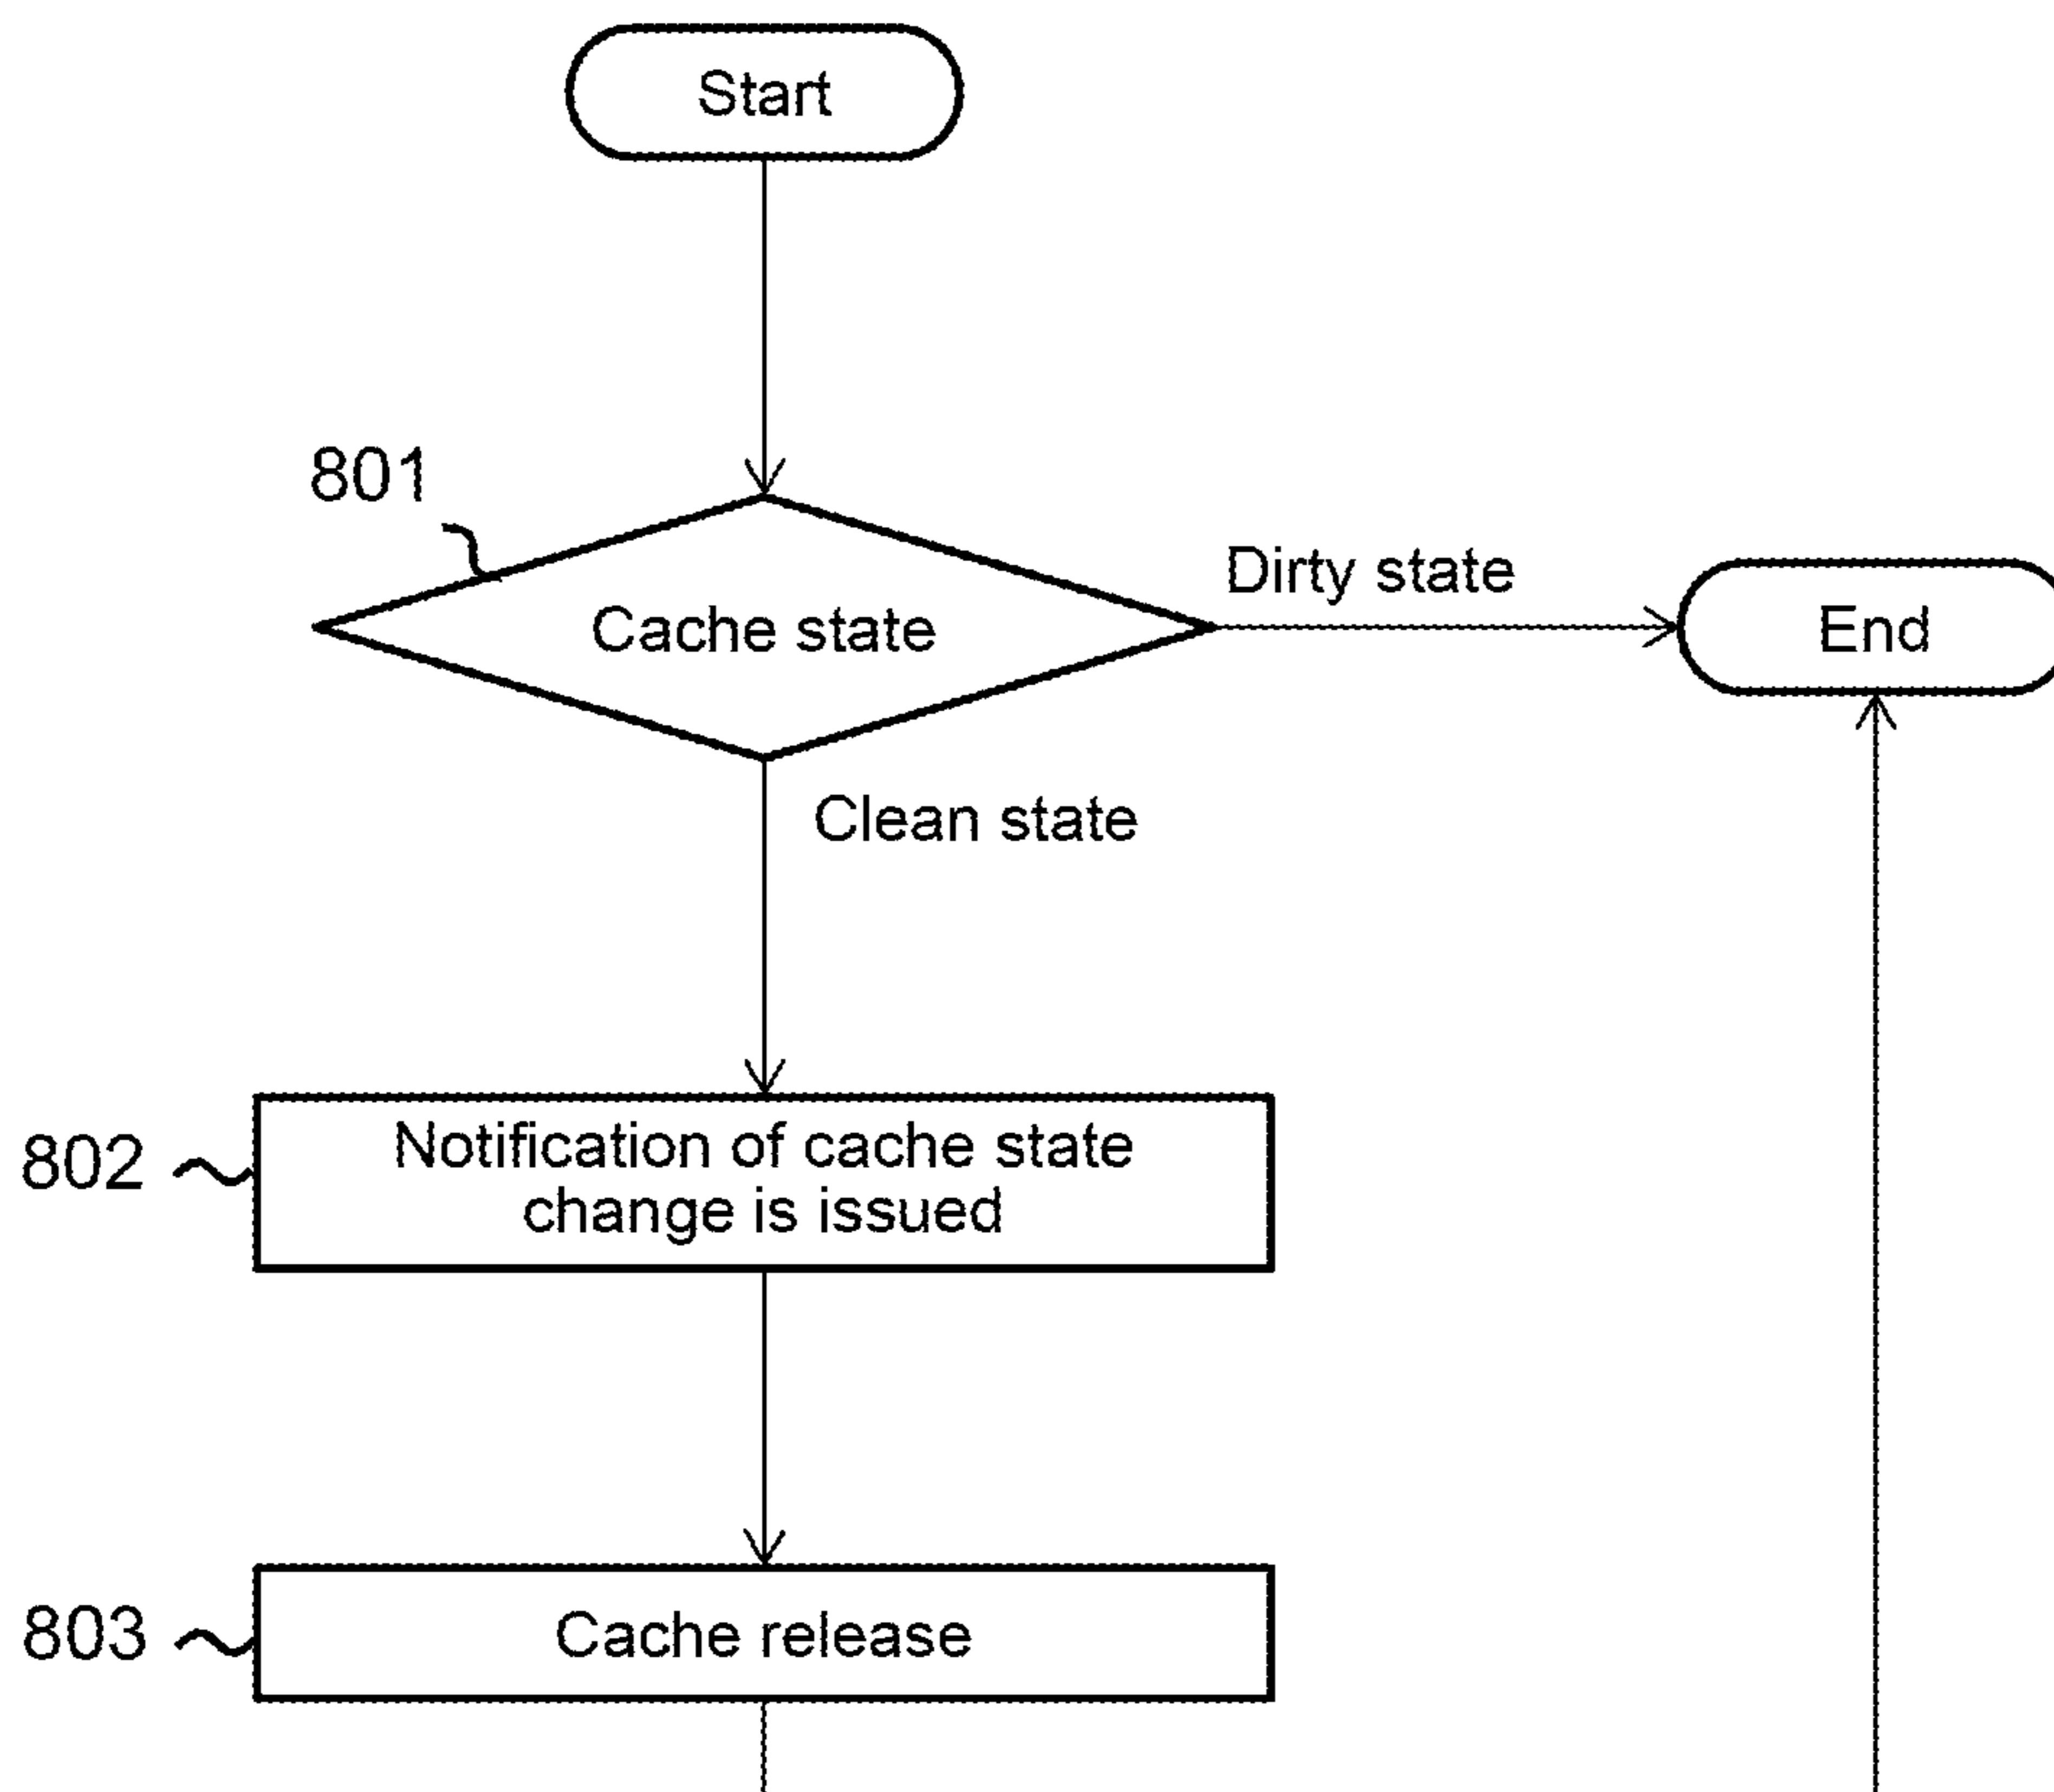 Start
801
Cache state
Dirty state
End
Clean state
802
Notification of cache state
change is issued
803
Cache release